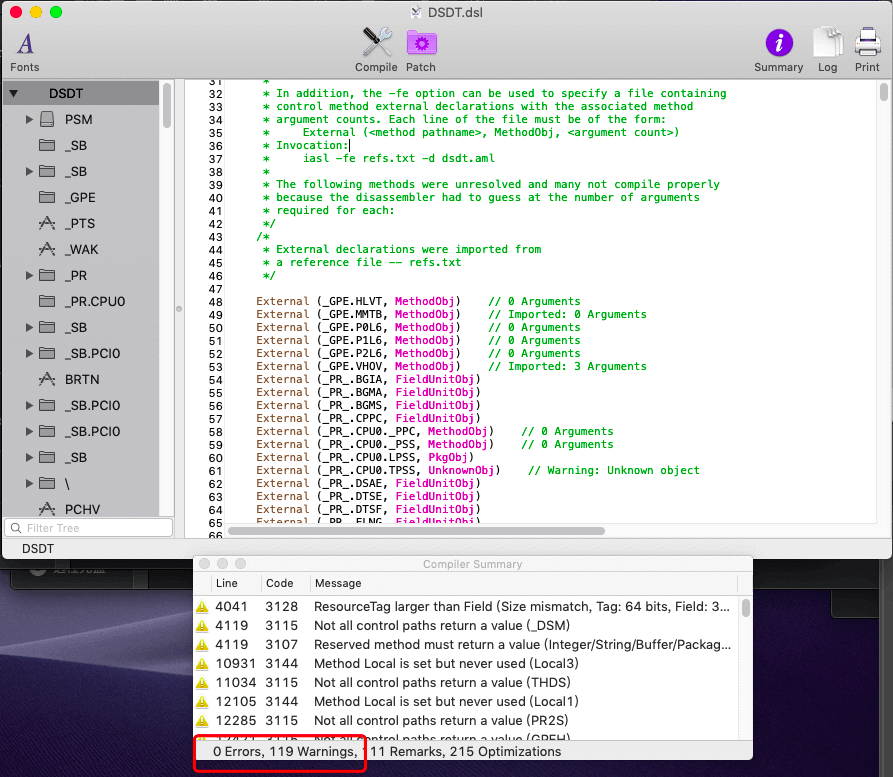 DSDT.dsl
A
Fonts
Compile
Patch
Summary
Log
Print
DSDT
PSM
_SB
_SB
_GPE
_PTS
_WAK
_PR
_PR.CPU0
_SB
_SB.PCI0
BRTN
_SB.PCI0
_SB.PCI0
_SB
\
PCHV
Filter Tree
31 *
32 * In addition, the -fe option can be used to specify a file containing
33 * control method external declarations with the associated method
34 * argument counts. Each line of the file must be of the form:
35 * External (<method pathname>, MethodObj, <argument count>)
36 * Invocation:
37 * iasl -fe refs.txt -d dsdt.aml
38 *
39 * The following methods were unresolved and many not compile properly
40 * because the disassembler had to guess at the number of arguments
41 * required for each:
42 */
43 /*
44 * External declarations were imported from
45 * a reference file -- refs.txt
46 */
47
48 External (_GPE.HLVT, MethodObj) // 0 Arguments
49 External (_GPE.MMTB, MethodObj) // Imported: 0 Arguments
50 External (_GPE.P0L6, MethodObj) // 0 Arguments
51 External (_GPE.P1L6, MethodObj) // 0 Arguments
52 External (_GPE.P2L6, MethodObj) // 0 Arguments
53 External (_GPE.VHOV, MethodObj) // Imported: 3 Arguments
54 External (_PR_.BGIA, FieldUnitObj)
55 External (_PR_.BGMA, FieldUnitObj)
56 External (_PR_.BGMS, FieldUnitObj)
57 External (_PR_.CPPC, FieldUnitObj)
58 External (_PR_.CPU0._PPC, MethodObj) // 0 Arguments
59 External (_PR_.CPU0._PSS, MethodObj) // 0 Arguments
60 External (_PR_.CPU0.LPSS, PkgObj)
61 External (_PR_.CPU0.TPSS, UnknownObj) // Warning: Unknown object
62 External (_PR_.DSAE, FieldUnitObj)
63 External (_PR_.DTSE, FieldUnitObj)
64 External (_PR_.DTSF, FieldUnitObj)
65 External (_PR_.ELNG, FieldUnitObj)
66
DSDT
Compiler Summary
Line Code Message
4041 3128 ResourceTag larger than Field (Size mismatch, Tag: 64 bits, Field: 3...
4119 3115 Not all control paths return a value (_DSM)
4119 3107 Reserved method must return a value (Integer/String/Buffer/Packag...
10931 3144 Method Local is set but never used (Local3)
11034 3115 Not all control paths return a value (THDS)
12105 3144 Method Local is set but never used (Local1)
12285 3115 Not all control paths return a value (PR2S)
Not all control paths return a value
0 Errors, 119 Warnings, 11 Remarks, 215 Optimizations